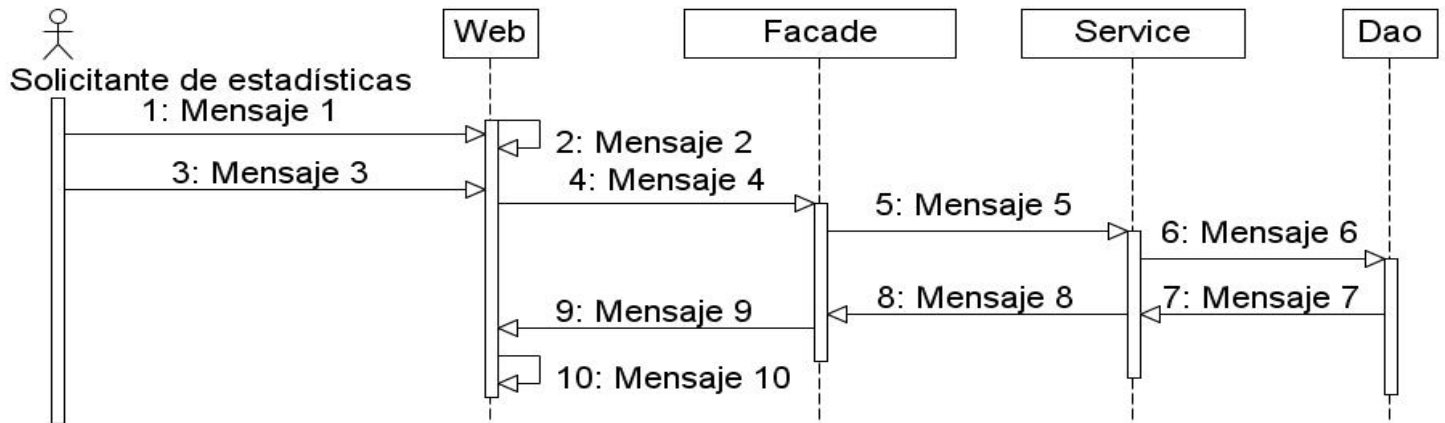 Web
Facade
Service
Dao
Solicitante de estadísticas
1: Mensaje 1
2: Mensaje 2
3: Mensaje 3
4: Mensaje 4
5: Mensaje 5
6: Mensaje 6
7: Mensaje 7
8: Mensaje 8
9: Mensaje 9
10: Mensaje 10